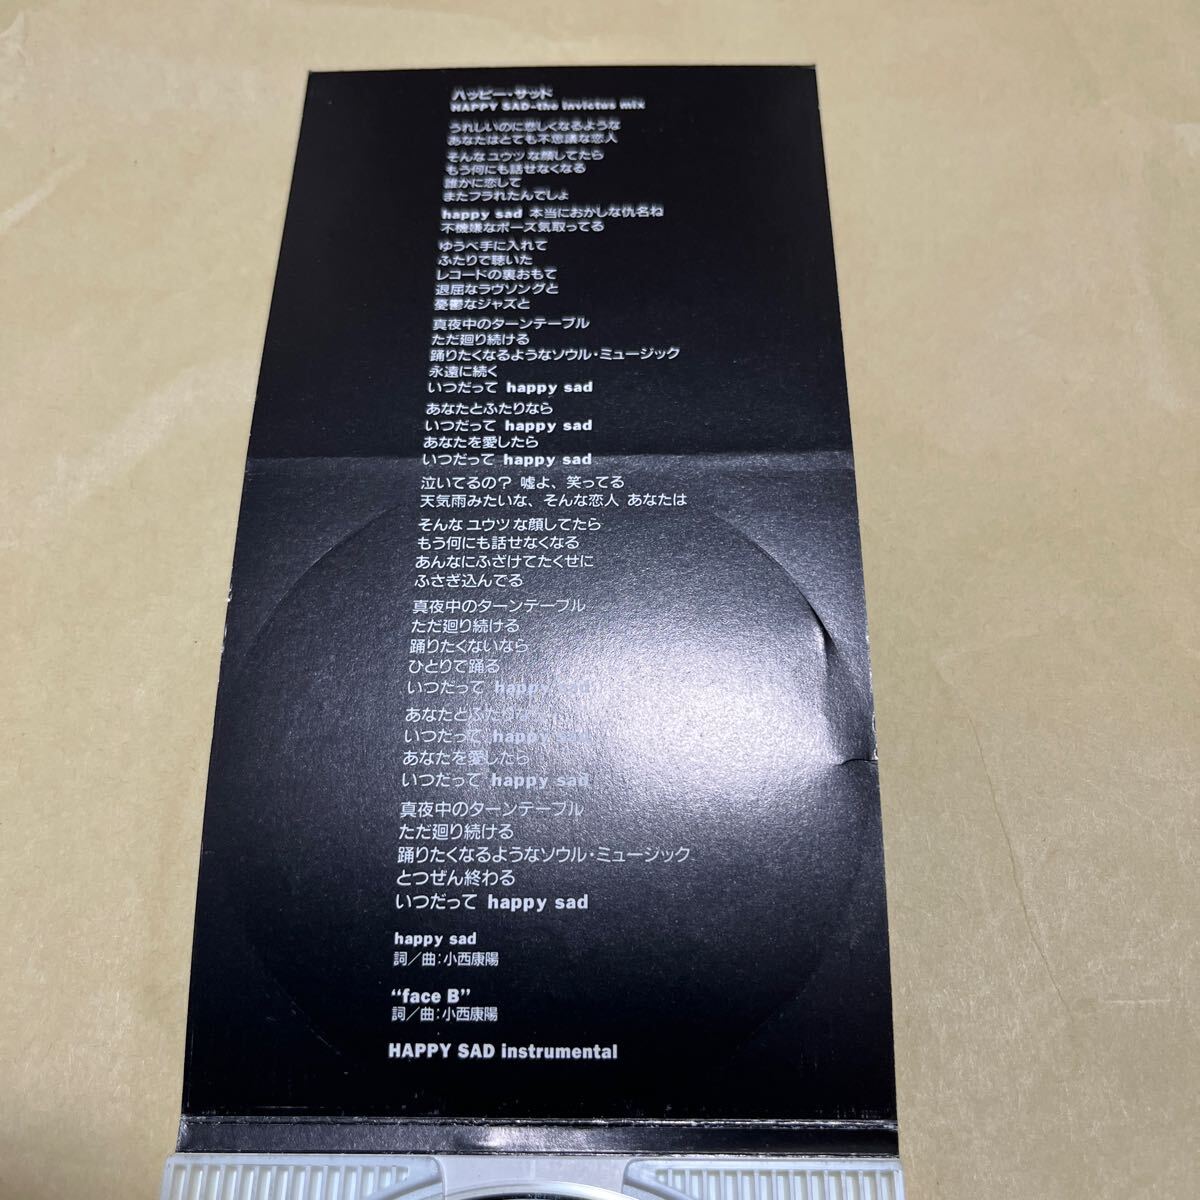 ハッピー・サッド
HAPPY SAD–the invictus mix
うれしいのに悲しくなるような
あなたはとても不思議な恋人
そんな ユウツ な顔してたら
もう何にも話せなくなる
誰かに恋して
またフラれたんでしょ
happy sad 本当におかしな仇名ね
不機嫌なポーズ気取ってる
ゆうべ手に入れて
ふたりで聴いた
レコードの裏おもて
退屈なラヴソングと
憂鬱なジャズと
真夜中のターンテーブル
ただ廻り続ける
踊りたくなるようなソウル・ミュージック
永遠に続く
いつだって happy sad
あなたとふたりなら
いつだって happy sad
あなたを愛したら
いつだって happy sad
泣いてるの？ 嘘よ、笑ってる
天気雨みたいな、そんな恋人 あなたは
そんな ユウツ な顔してたら
もう何にも話せなくなる
あんなにふざけてたくせに
ふさぎ込んでる
真夜中のターンテーブル
ただ廻り続ける
踊りたくないなら
ひとりで踊る
いつだって happy sad
あなたとふたりなら
いつだって happy sad
あなたを愛したら
いつだって happy sad
真夜中のターンテーブル
ただ廻り続ける
踊りたくなるようなソウル・ミュージック
とつぜん終わる
いつだって happy sad
happy sad
詞／曲：小西康陽
“face B”
詞／曲：小西康陽
HAPPY SAD instrumental